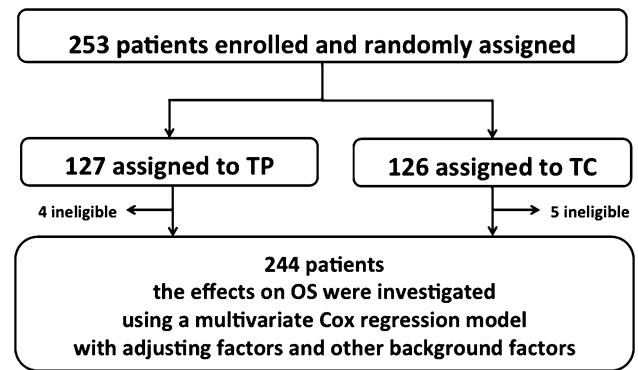 253 patients enrolled and randomly assigned
127 assigned to TP
126 assigned to TC
4 ineligible
5 ineligible
244 patients
the effects on OS were investigated
using a multivariate Cox regression model
with adjusting factors and other background factors